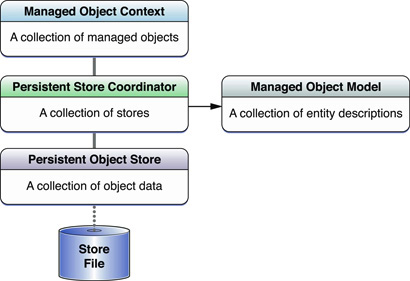 Managed Object Context
A collection of managed objects
Persistent Store Coordinator
A collection of stores
Managed Object Model
A collection of entity descriptions
Persistent Object Store
A collection of object data
Store
File